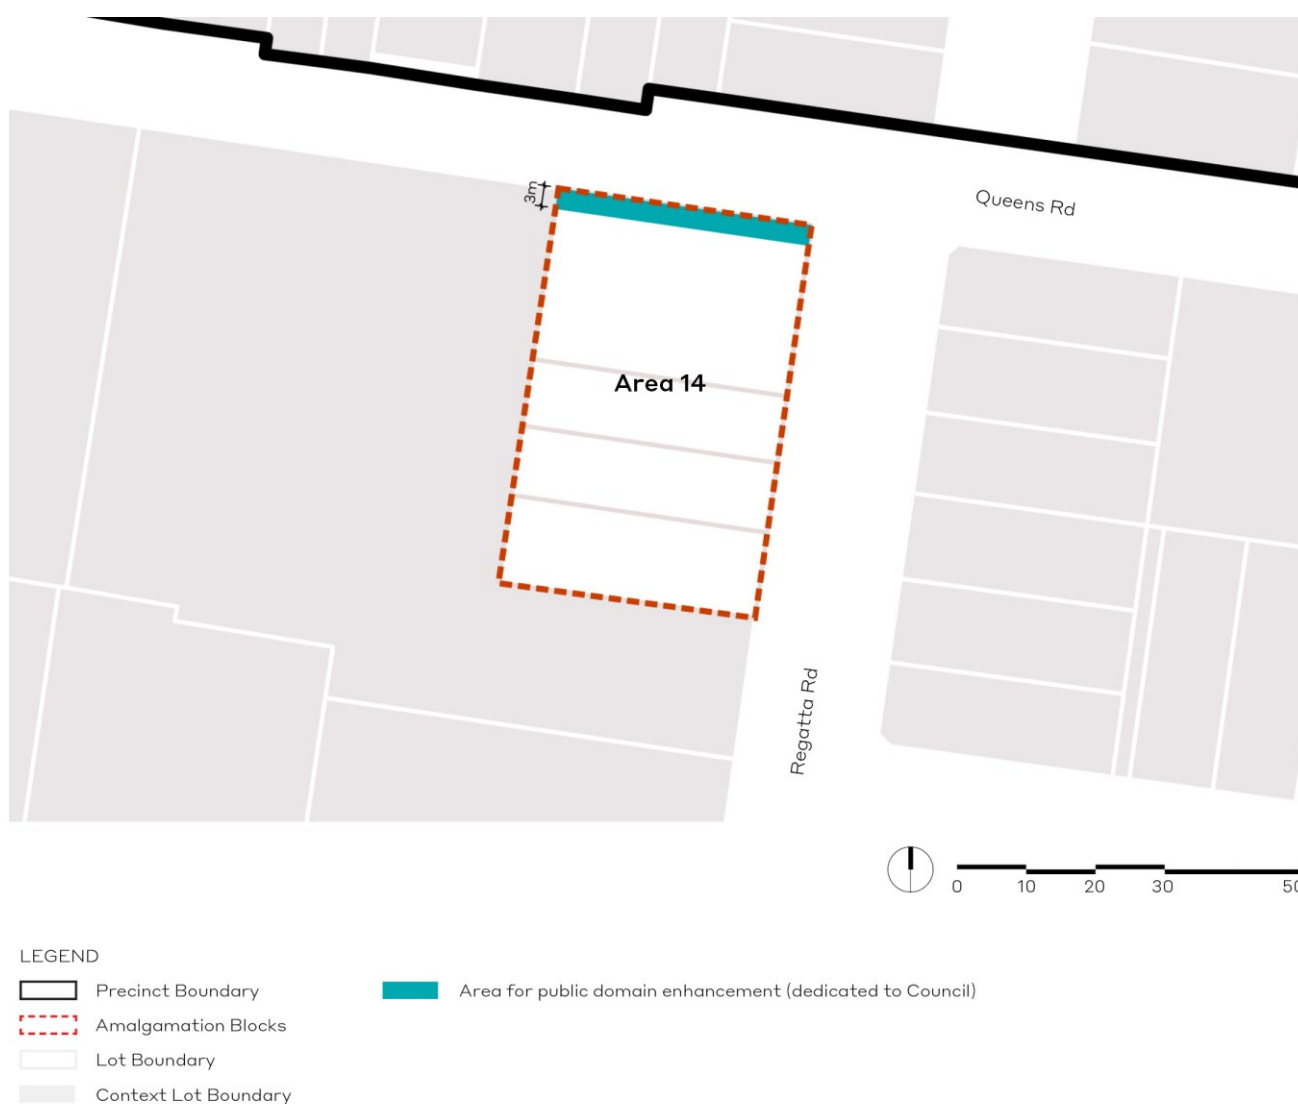 3m
Queens Rd
Area 14
Regatta Rd
0 10 20 30 50
LEGEND
Precinct Boundary
Area for public domain enhancement (dedicated to Council)
Amalgamation Blocks
Lot Boundary
Context Lot Boundary